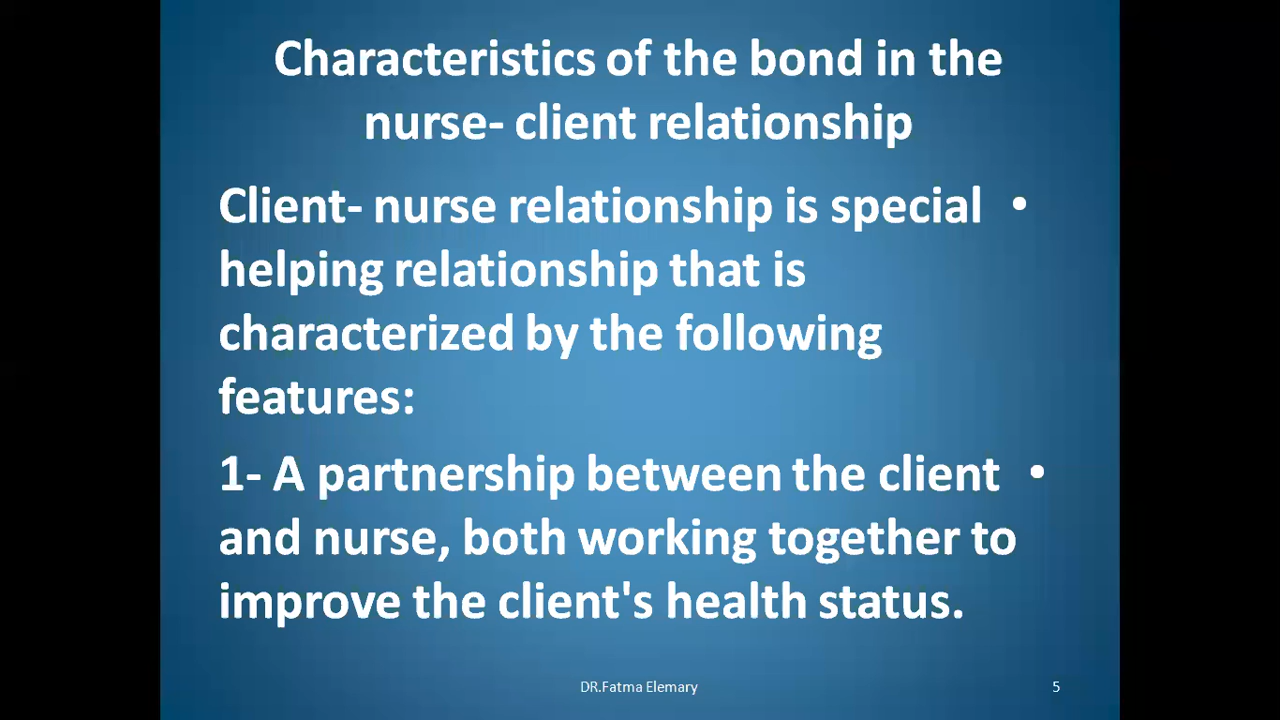 Characteristics of the bond in the
nurse- client relationship
Client- nurse relationship is special •
helping relationship that is
characterized by the following
features:
1- A partnership between the client •
and nurse, both working together to
improve the client's health status.
DR.Fatma Elemary
5